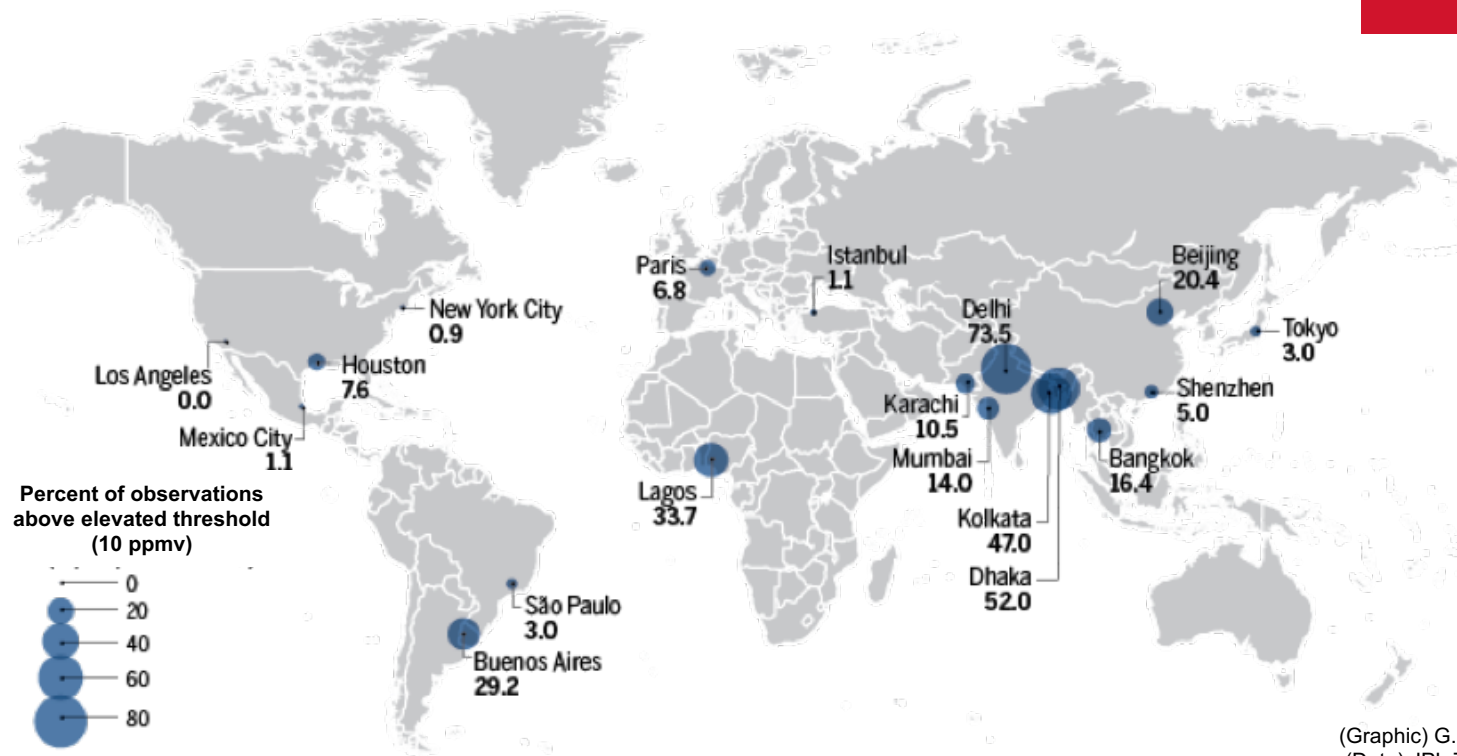 Paris
6.8
Istanbul
1.1
Beijing
20.4
New York City
0.9
Delhi
73.5
Tokyo
3.0
Los Angeles
0.0
Houston
7.6
Shenzhen
5.0
Karachi
10.5
Mexico City
1.1
Mumbai
14.0
Bangkok
16.4
Lagos
33.7
Kolkata
47.0
Dhaka
52.0
Percent of observations
above elevated threshold
(10 ppmv)
0
20
40
60
80
São Paulo
3.0
Buenos Aires
29.2
(Graphic) G.